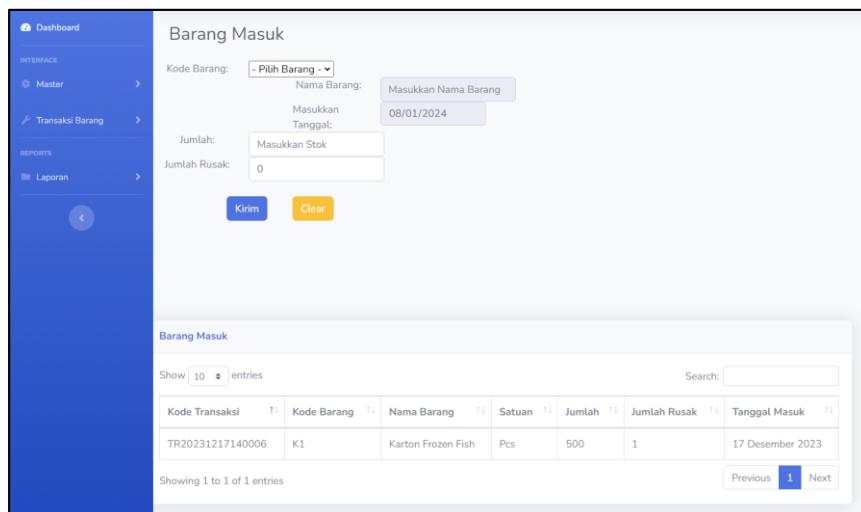 Dashboard
INTERFACE
Master
Transaksi Barang
REPORTS
Laporan
Barang Masuk
Kode Barang: - Pilih Barang -
Nama Barang: Masukkan Nama Barang
Masukkan
Tanggal: 08/01/2024
Jumlah: Masukkan Stok
Jumlah Rusak: 0
Kirim Clear
Barang Masuk
Show 10 entries Search:
Kode Transaksi Kode Barang Nama Barang Satuan Jumlah Jumlah Rusak Tanggal Masuk
TR20231217140006 K1 Karton Frozen Fish Pcs 500 1 17 Desember 2023
Showing 1 to 1 of 1 entries Previous 1 Next